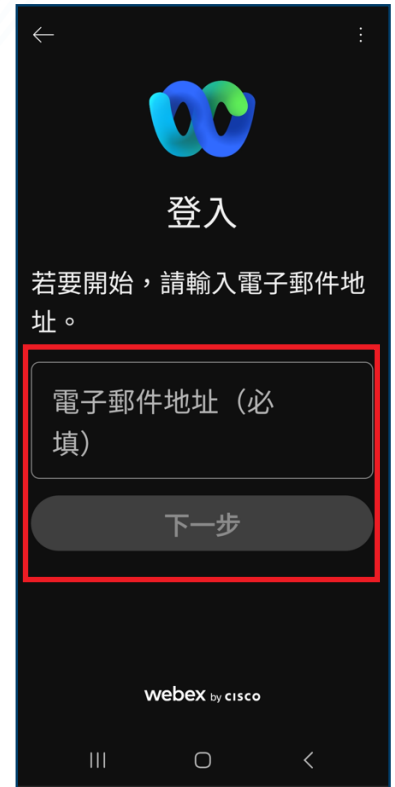 登入
若要開始，請輸入電子郵件地
址。
電子郵件地址（必
填）
下一步
webex by CISCO